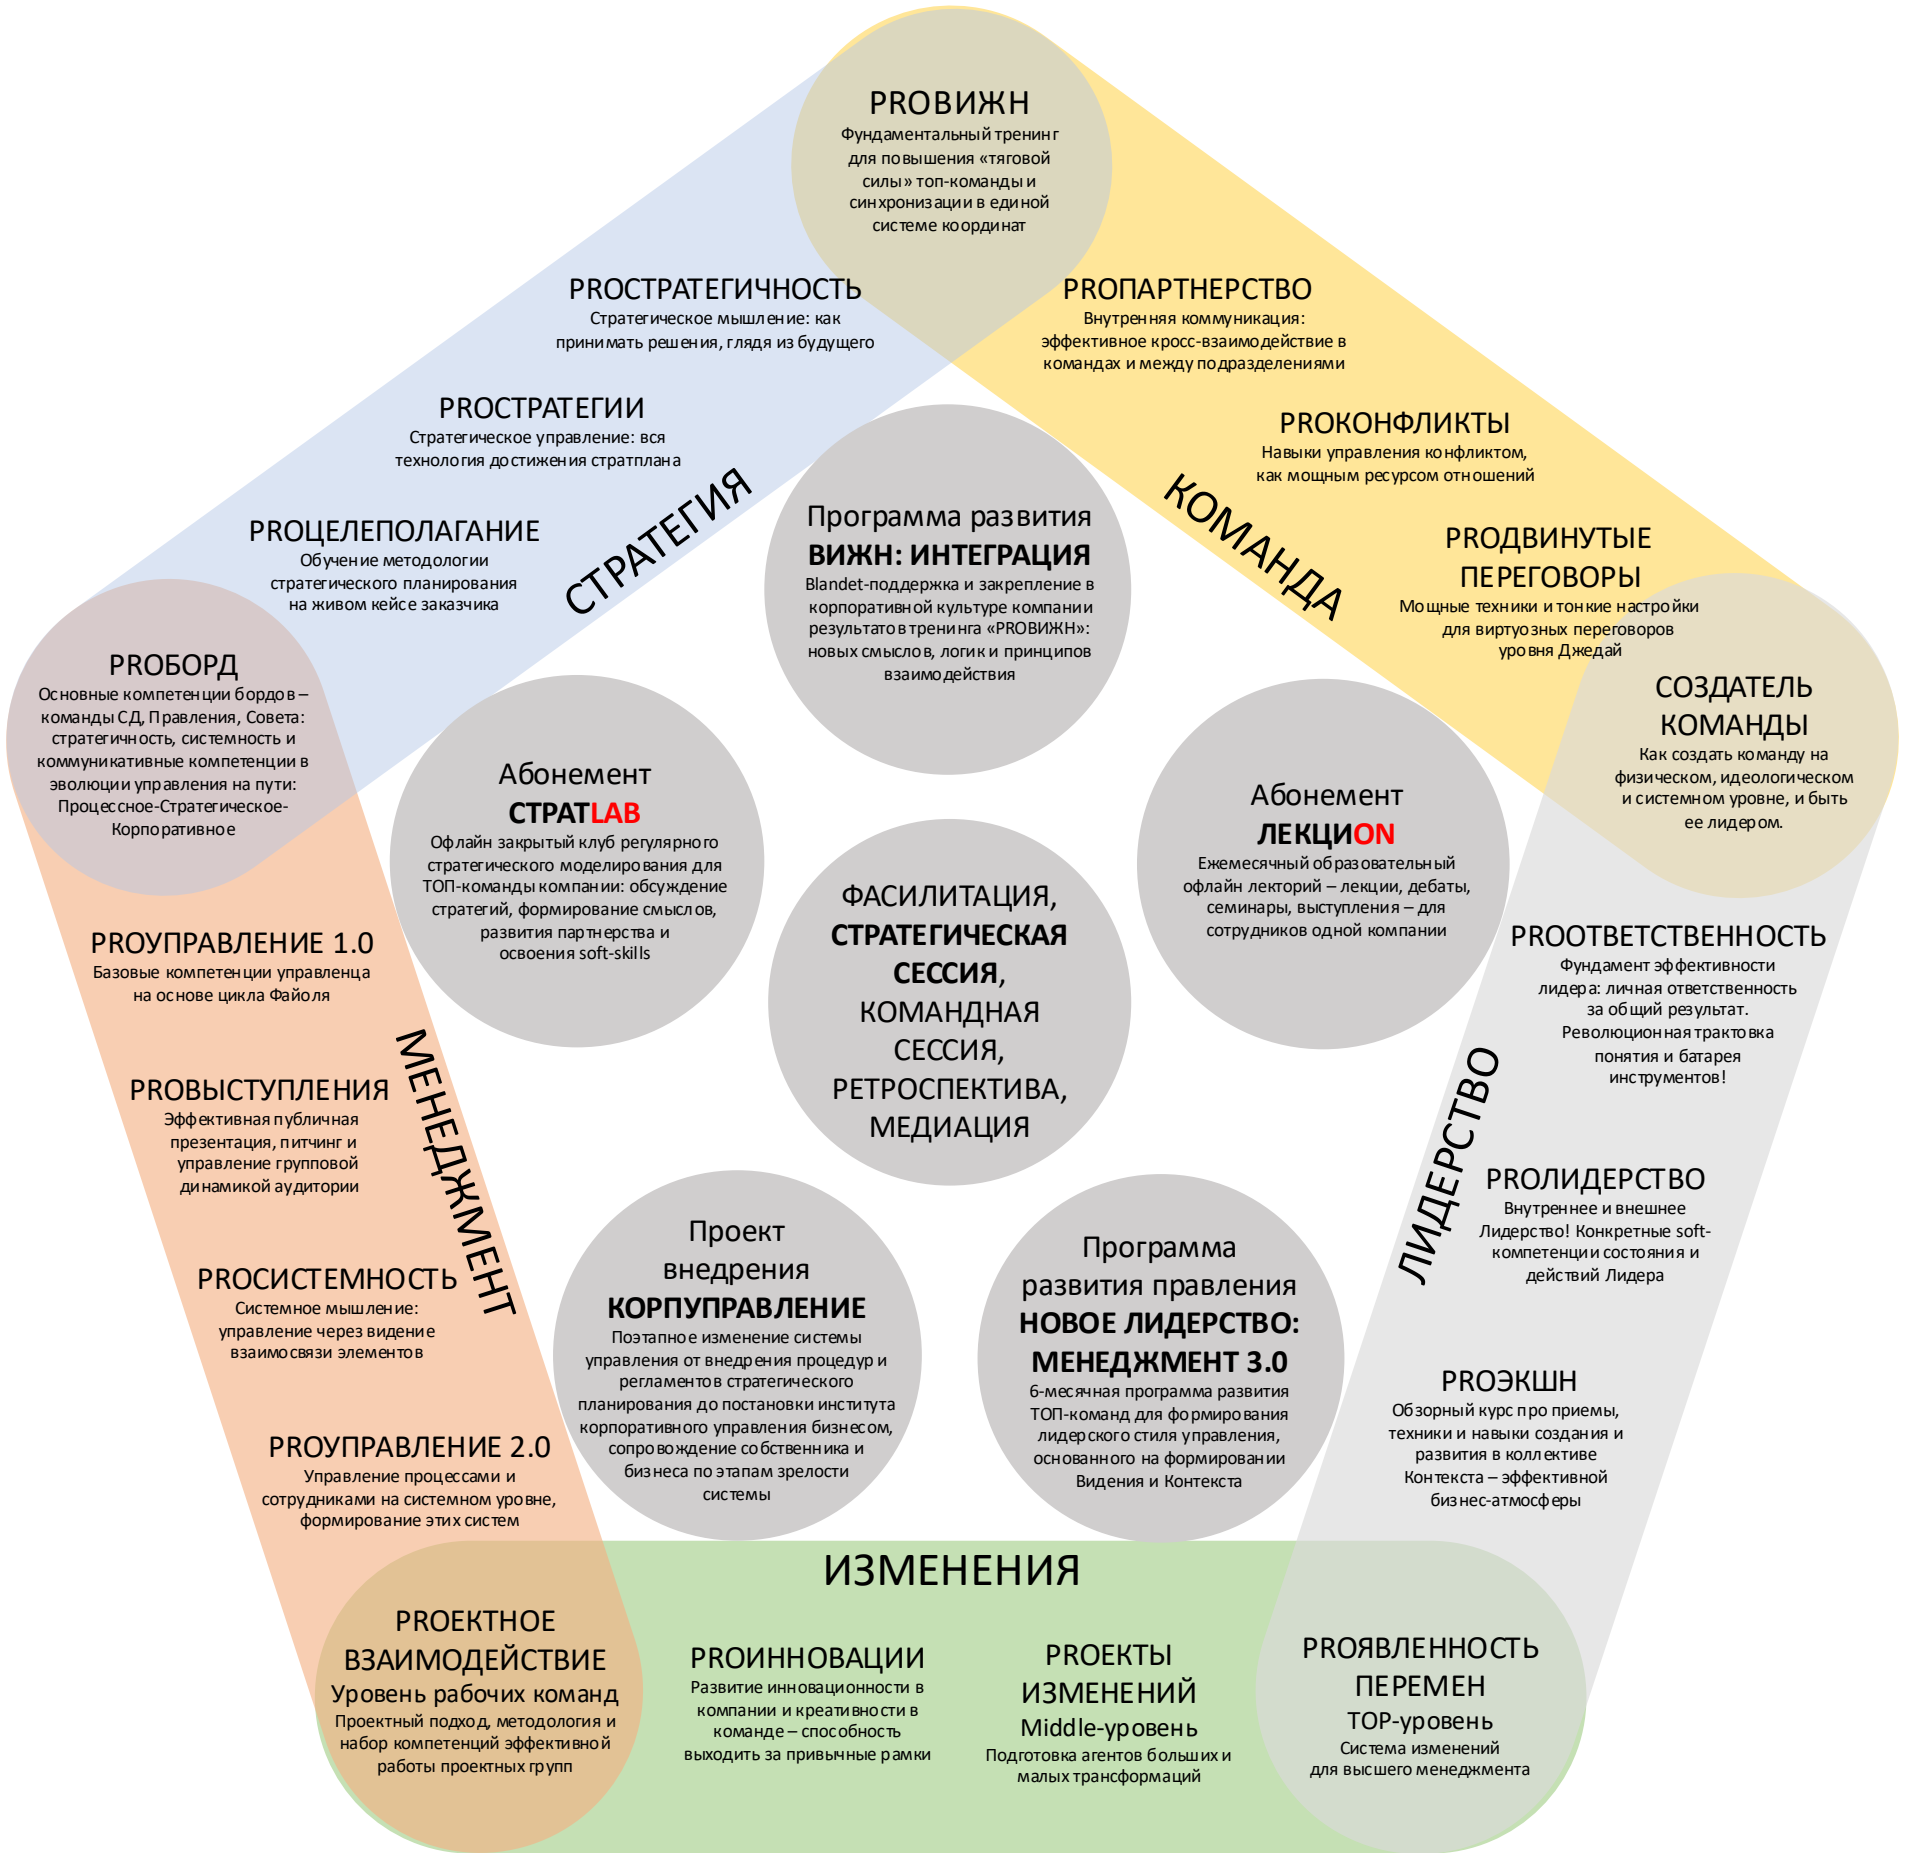 PROВИЖН
Фундаментальный тренинг
для повышения «тяговой
силы» топ-команды и
синхронизации в единой
системе координат
PROСТРАТЕГИЧНОСТЬ
Стратегическое мышление: как
принимать решения, глядя из будущего
PROСТРАТЕГИИ
Стратегическое управление: вся
технология достижения стратплана
PROЦЕЛЕПОЛАГАНИЕ
Обучение методологии
стратегического планирования
на живом кейсе заказчика
СТРАТЕГИЯ
PROПАРТНЕРСТВО
Внутренняя коммуникация:
эффективное кросс-взаимодействие в
командах и между подразделениями
PROКОНФЛИКТЫ
Навыки управления конфликтом,
как мощным ресурсом отношений
PROДВИНУТЫЕ
ПЕРЕГОВОРЫ
Мощные техники и тонкие настройки
для виртуозных переговоров
уровня Джедай
КОМАНДА
Программа развития
ВИЖН: ИНТЕГРАЦИЯ
Blandet-поддержка и закрепление в
корпоративной культуре компании
результатов тренинга «PROВИЖН»:
новых смыслов, логик и принципов
взаимодействия
PROБОРД
Основные компетенции бордов –
команды СД, Правления, Совета:
стратегичность, системность и
коммуникативные компетенции в
эволюции управления на пути:
Процессное-Стратегическое-
Корпоративное
СОЗДАТЕЛЬ
КОМАНДЫ
Как создать команду на
физическом, идеологическом
и системном уровне, и быть
ее лидером.
Абонемент
СТРАТLAB
Офлайн закрытый клуб регулярного
стратегического моделирования для
ТОП-команды компании: обсуждение
стратегий, формирование смыслов,
развития партнерства и
освоения soft-skills
Абонемент
ЛЕКЦИON
Ежемесячный образовательный
офлайн лекторий – лекции, дебаты,
семинары, выступления – для
сотрудников одной компании
ФАСИЛИТАЦИЯ,
СТРАТЕГИЧЕСКАЯ
СЕССИЯ,
КОМАНДНАЯ
СЕССИЯ,
РЕТРОСПЕКТИВА,
МЕДИАЦИЯ
PROУПРАВЛЕНИЕ 1.0
Базовые компетенции управленца
на основе цикла Файоля
PROВЫСТУПЛЕНИЯ
Эффективная публичная
презентация, питчинг и
управление групповой
динамикой аудитории
PROСИСТЕМНОСТЬ
Системное мышление:
управление через видение
взаимосвязи элементов
PROУПРАВЛЕНИЕ 2.0
Управление процессами и
сотрудниками на системном уровне,
формирование этих систем
МЕНЕДЖМЕНТ
PROОТВЕТСТВЕННОСТЬ
Фундамент эффективности
лидера: личная ответственность
за общий результат.
Революционная трактовка
понятия и батарея
инструментов!
PROЛИДЕРСТВО
Внутреннее и внешнее
Лидерство! Конкретные soft-
компетенции состояния и
действий Лидера
PROЭКШН
Обзорный курс про приемы,
техники и навыки создания и
развития в коллективе
Контекста – эффективной
бизнес-атмосферы
ЛИДЕРСТВО
Проект
внедрения
КОРПУПРАВЛЕНИЕ
Поэтапное изменение системы
управления от внедрения процедур и
регламентов стратегического
планирования до постановки института
корпоративного управления бизнесом,
сопровождение собственника и
бизнеса по этапам зрелости
системы
Программа
развития правления
НОВОЕ ЛИДЕРСТВО:
МЕНЕДЖМЕНТ 3.0
6-месячная программа развития
ТОП-команд для формирования
лидерского стиля управления,
основанного на формировании
Видения и Контекста
ИЗМЕНЕНИЯ
PROЕКТНОЕ
ВЗАИМОДЕЙСТВИЕ
Уровень рабочих команд
Проектный подход, методология и
набор компетенций эффективной
работы проектных групп
PROИННОВАЦИИ
Развитие инновационности в
компании и креативности в
команде – способность
выходить за привычные рамки
PROЕКТЫ
ИЗМЕНЕНИЙ
Middle-уровень
Подготовка агентов больших и
малых трансформаций
PROЯВЛЕННОСТЬ
ПЕРЕМЕН
TOP-уровень
Система изменений
для высшего менеджмента